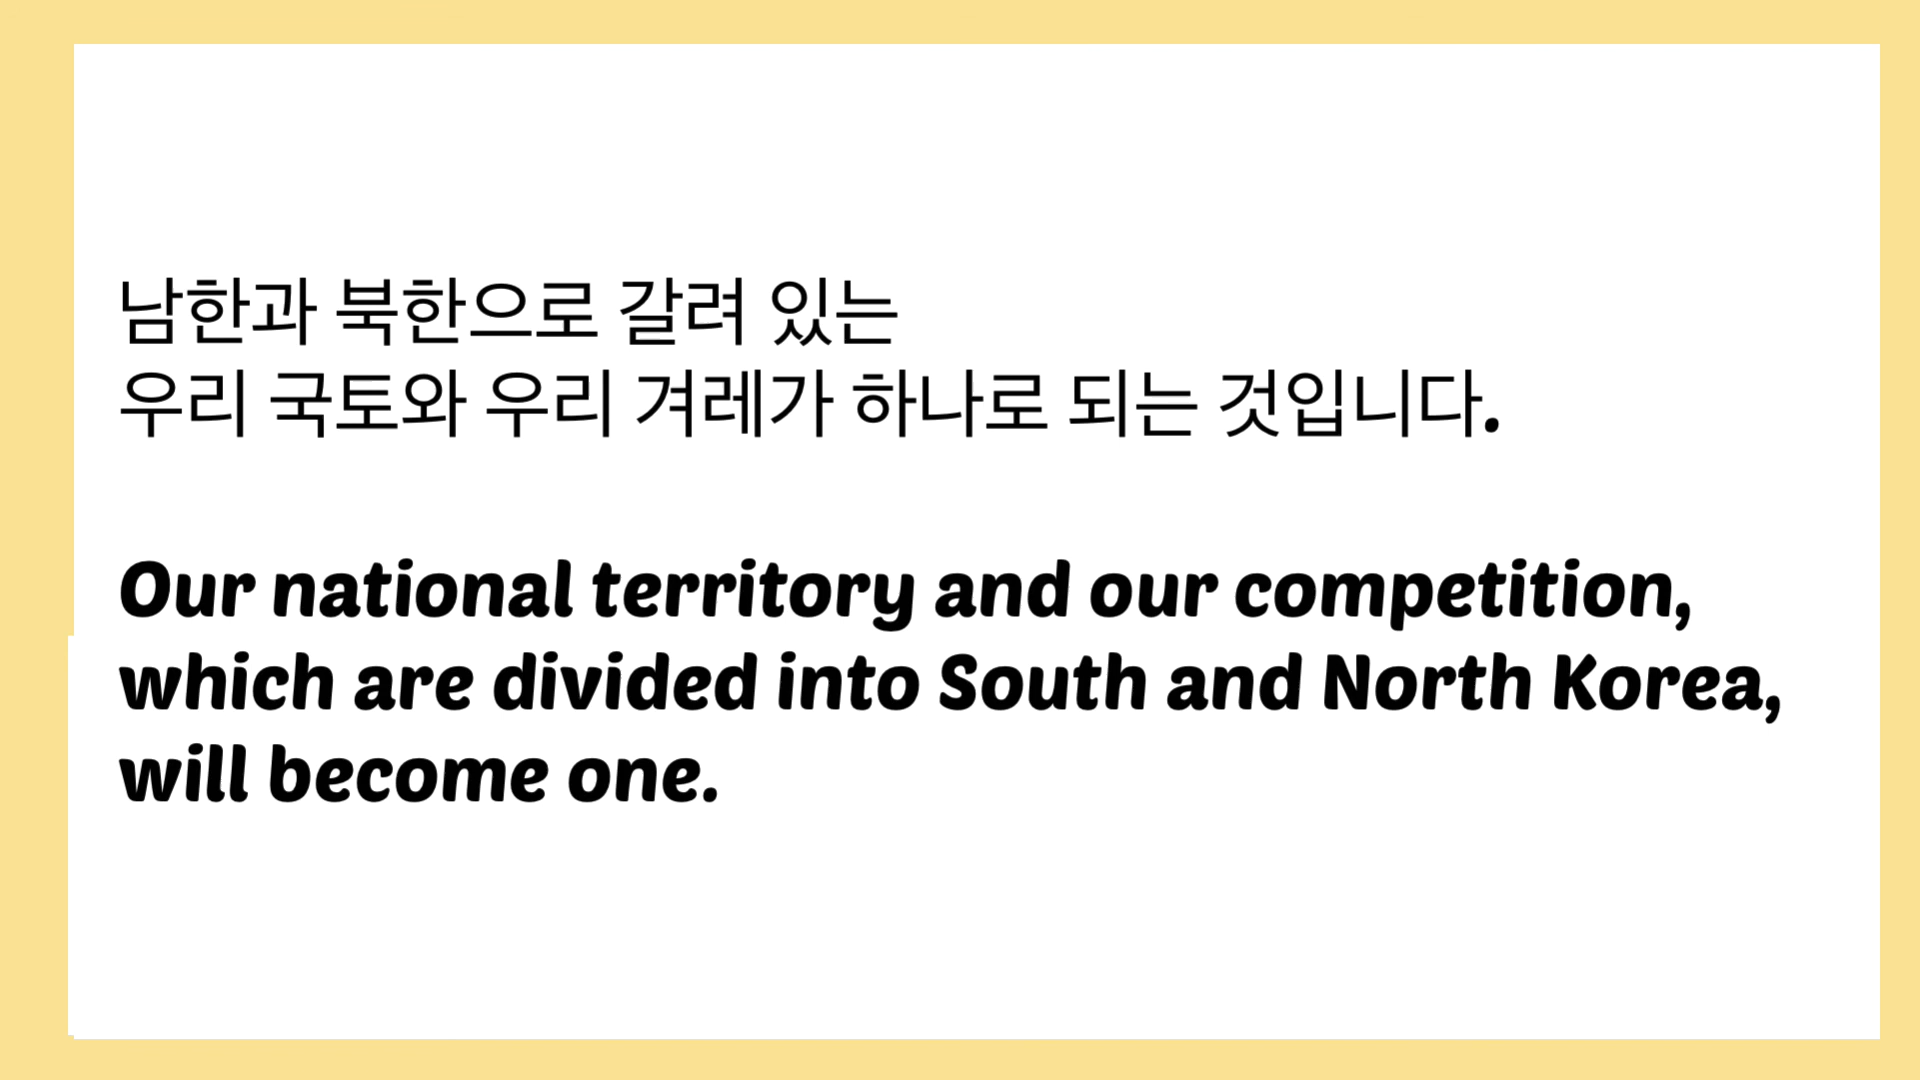 남한과 북한으로 갈려 있는
우리 국토와 우리 겨레가 하나로 되는 것입니다.
Our national territory and our competition,
which are divided into South and North Korea,
will become one.